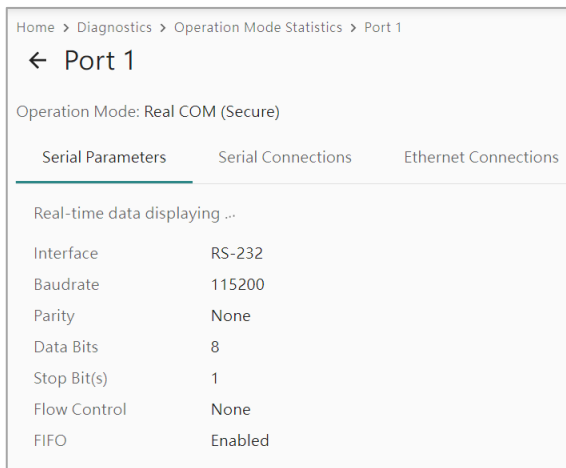 Home > Diagnostics > Operation Mode Statistics > Port 1
← Port 1
Operation Mode: Real COM (Secure)
Serial Parameters Serial Connections Ethernet Connections
Real-time data displaying ...
Interface RS-232
Baudrate 115200
Parity None
Data Bits 8
Stop Bit(s) 1
Flow Control None
FIFO Enabled